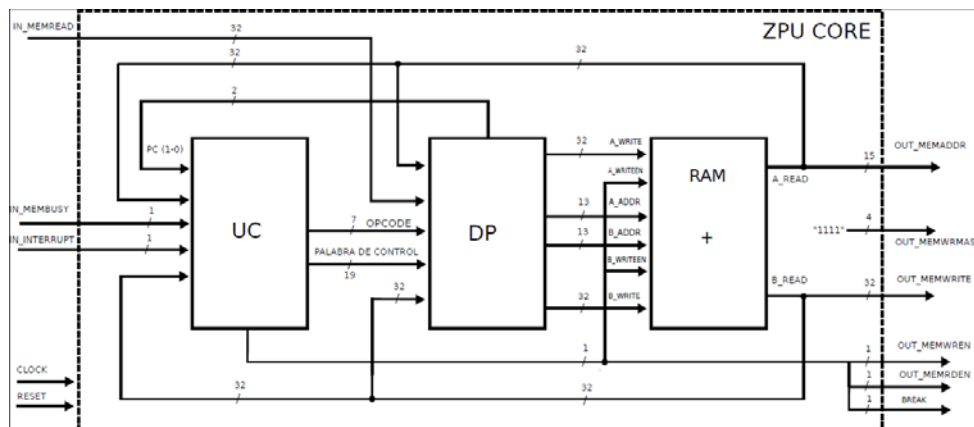 IN_MEMREAD
32
ZPU CORE
32
32
2
PC (1-0)
32
A_WRITE
A_WRITEEN
RAM
15
OUT_MEMADDR
A_READ
IN_MEMBUSY
1
UC
7
OPCODE
DP
13
A_ADDR
4
"1111"
IN_INTERRUPT
1
PALABRA DE CONTROL
19
13
B_ADDR
+
OUT_MEMWRMAS
B_WRITEEN
B_READ
32
OUT_MEMWRITE
32
32
B_WRITE
1
1
OUT_MEMWREN
CLOCK
1
OUT_MEMRDEN
RESET
32
32
1
BREAK